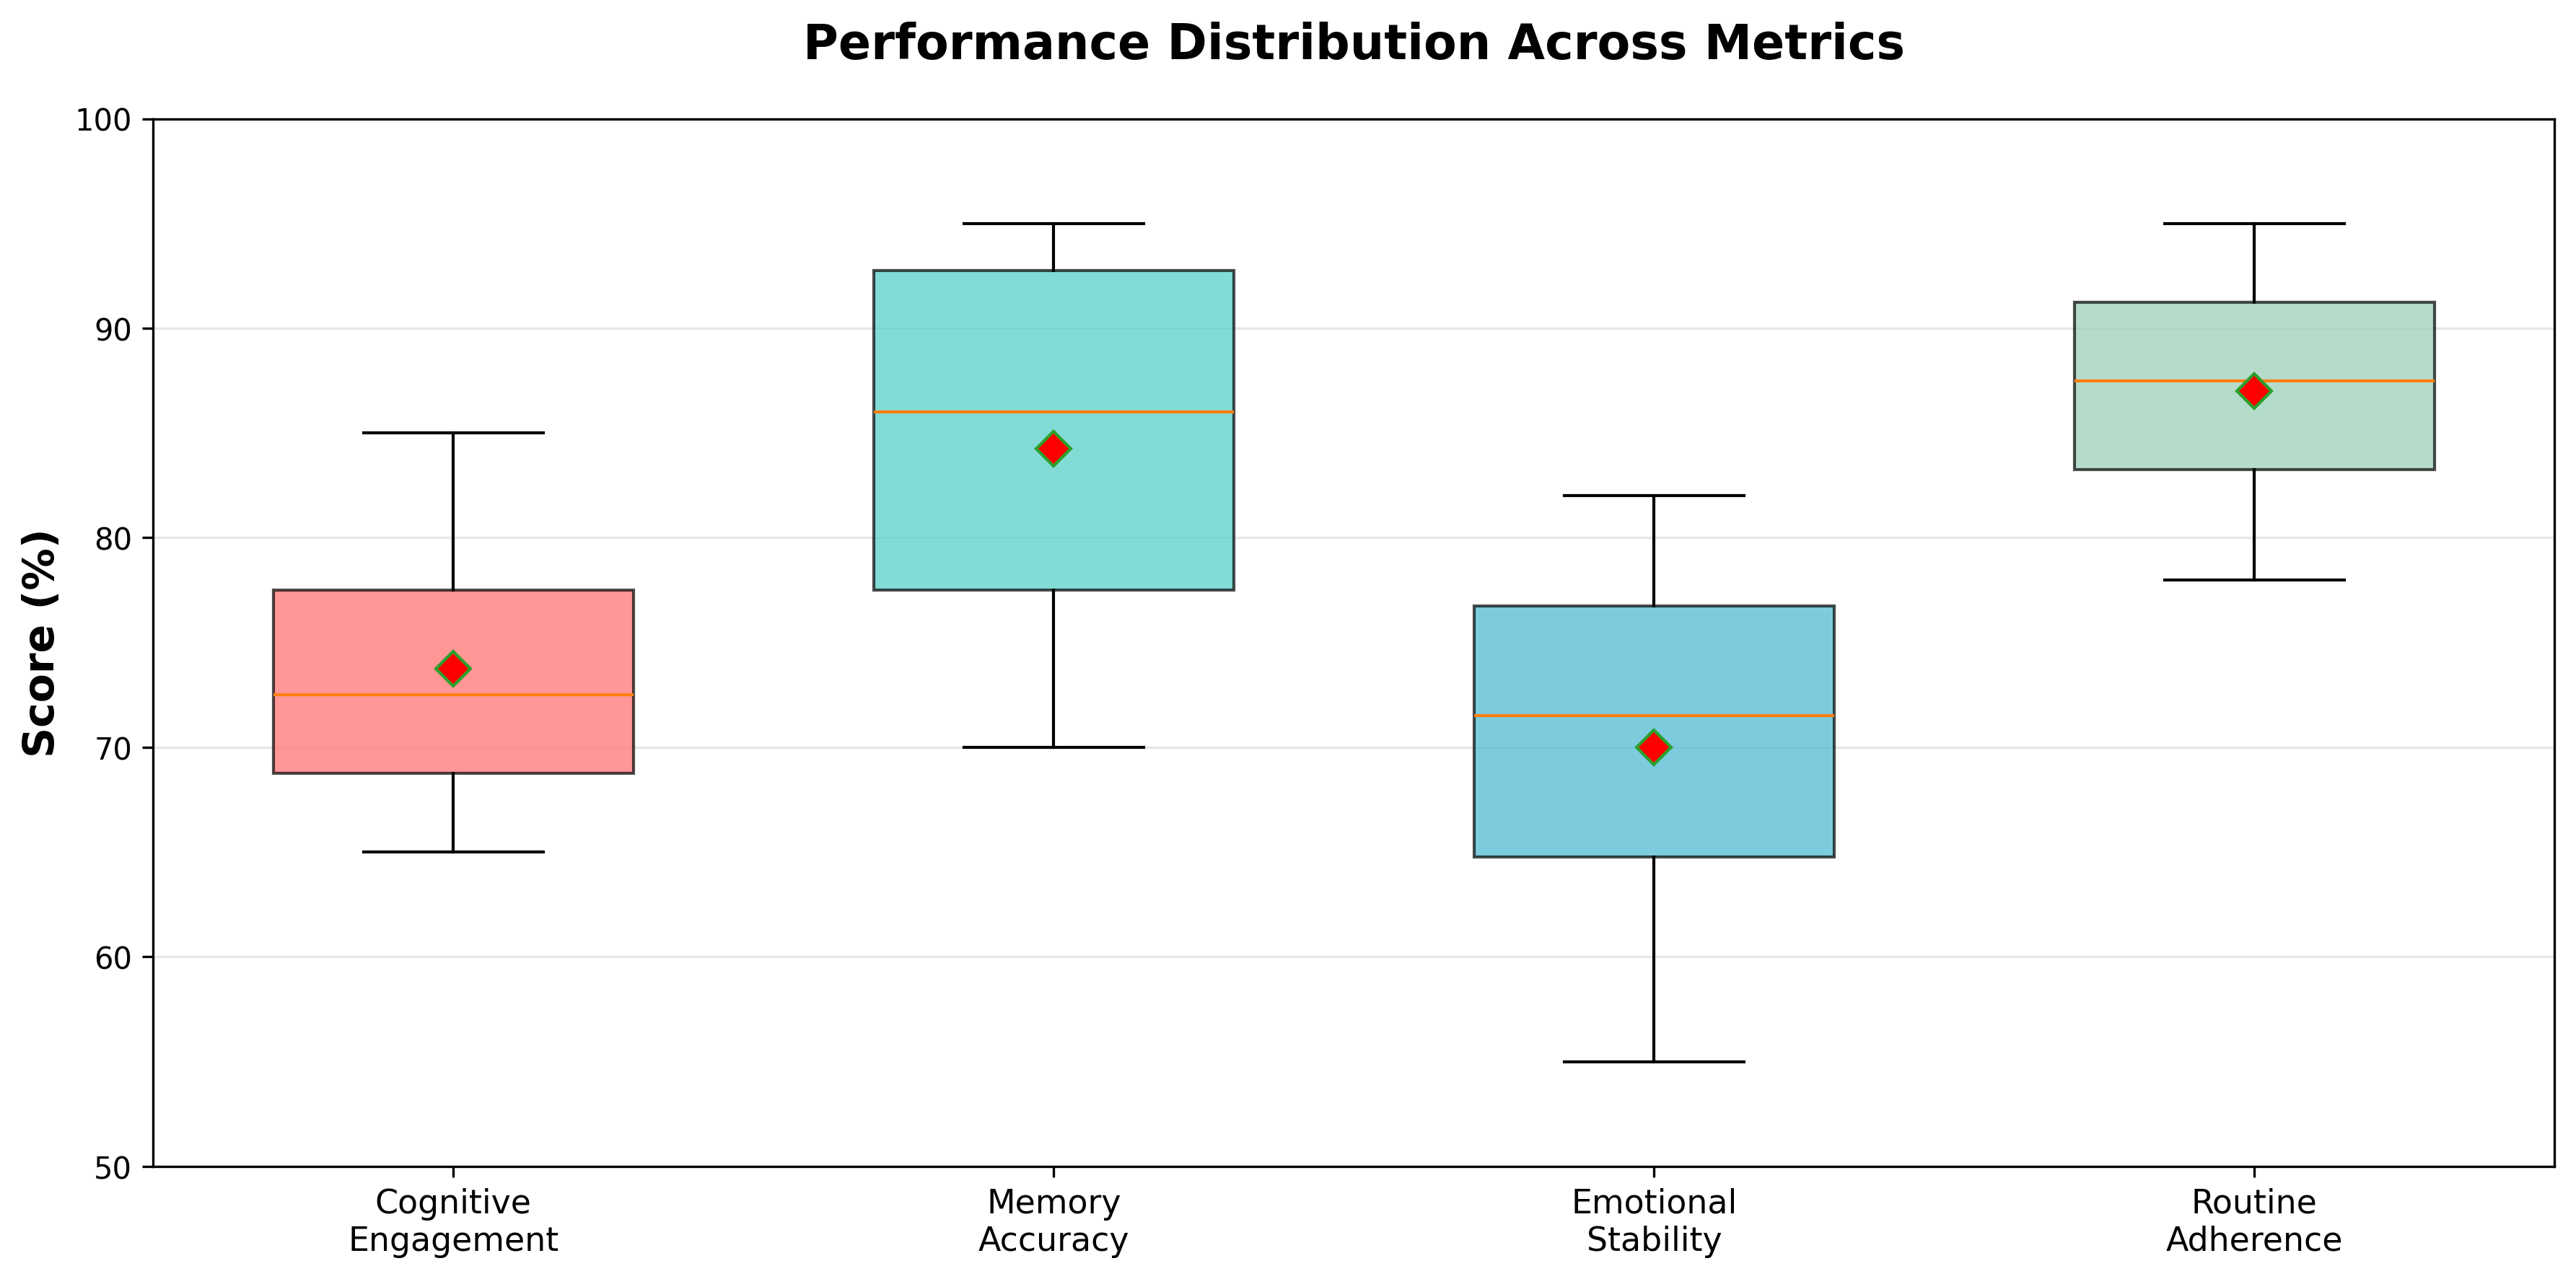 Performance Distribution Across Metrics
100
90
80
70
60
50
Score (%)
Cognitive
Engagement
Memory
Accuracy
Emotional
Stability
Routine
Adherence